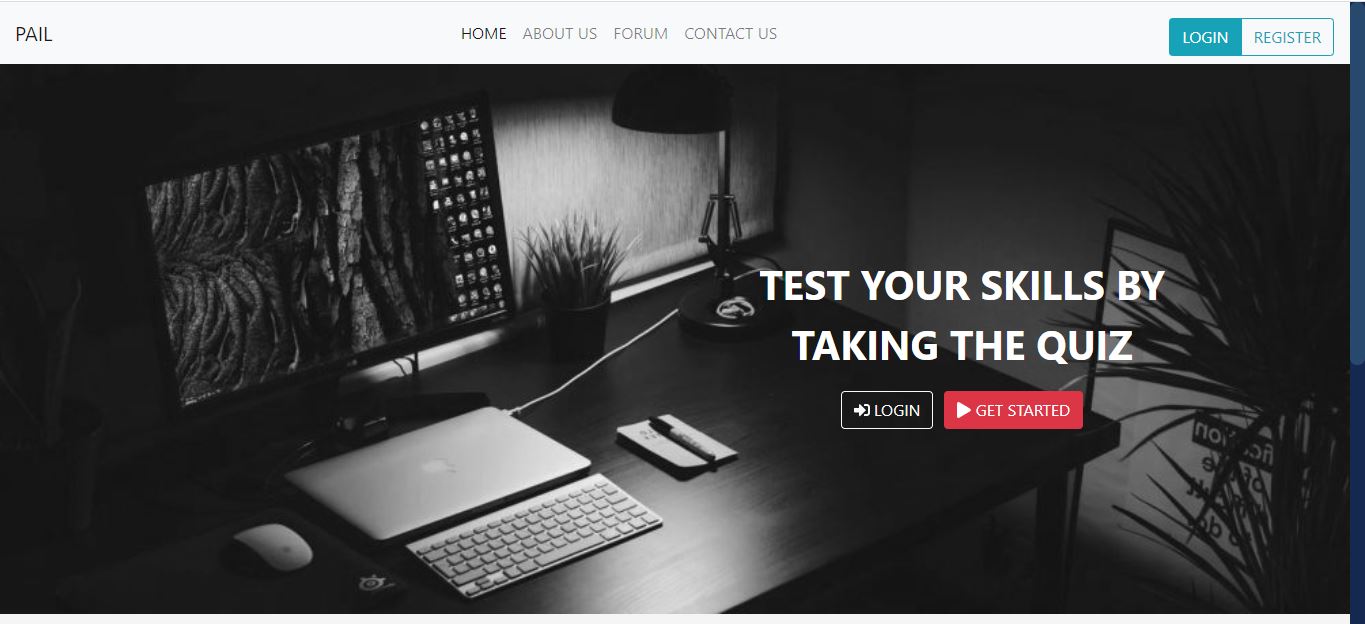 PAIL
HOME ABOUT US FORUM CONTACT US
LOGIN REGISTER
TEST YOUR SKILLS BY
TAKING THE QUIZ
LOGIN GET STARTED